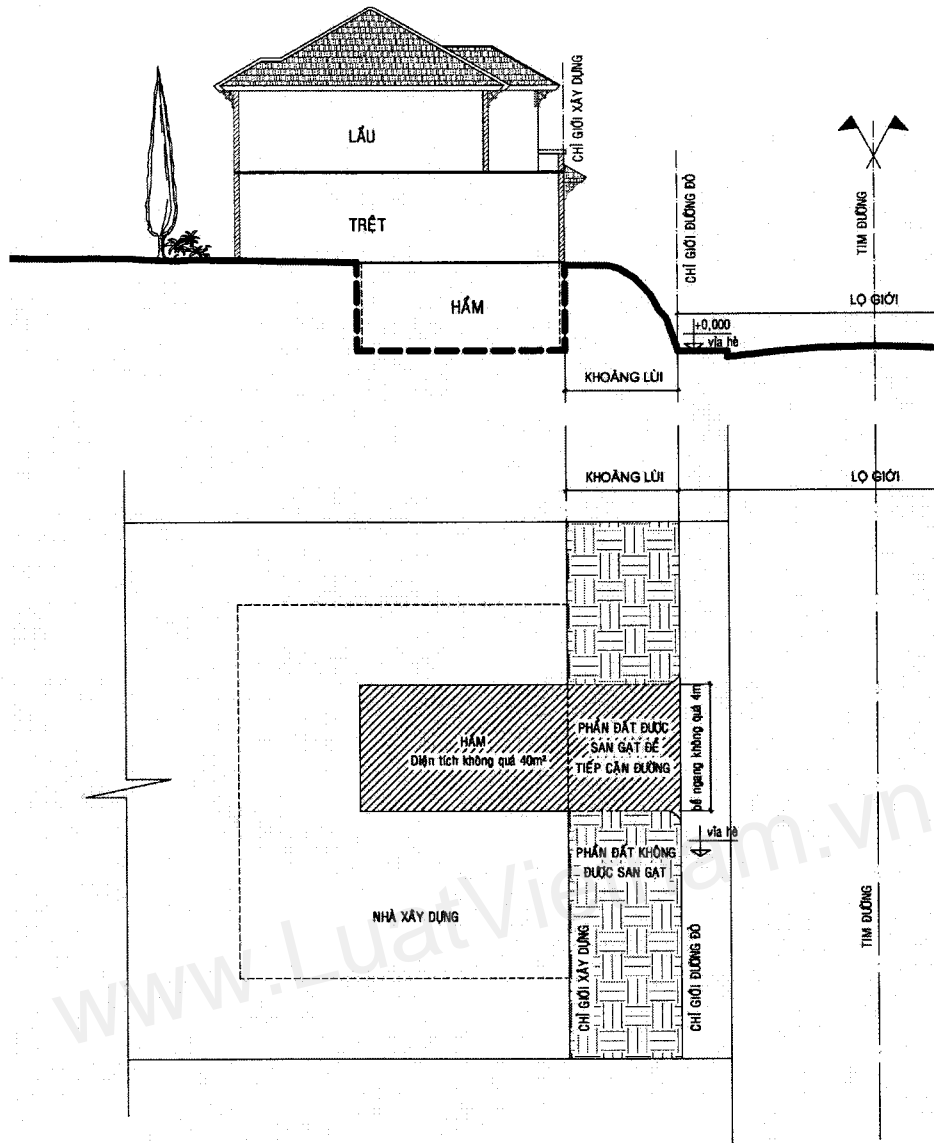 CHỈ GIỚI XÂY DỰNG
LẦU
TRỆT
HẦM
CHỈ GIỚI ĐƯỜNG ĐỎ
TIM ĐƯỜNG
LỘ GIỚI
+0,000
vỉa hè
KHOẢNG LÙI
KHOẢNG LÙI
LỘ GIỚI
HẦM
Diện tích không quá 40m²
PHẦN ĐẤT ĐƯỢC
SAN GẠT ĐỂ
TIẾP CẬN ĐƯỜNG
bề ngang không quá 4m
vỉa hè
PHẦN ĐẤT KHÔNG
ĐƯỢC SAN GẠT
NHÀ XÂY DỰNG
CHỈ GIỚI XÂY DỰNG
CHỈ GIỚI ĐƯỜNG ĐỎ
TIM ĐƯỜNG
www.LuatVietnam.vn